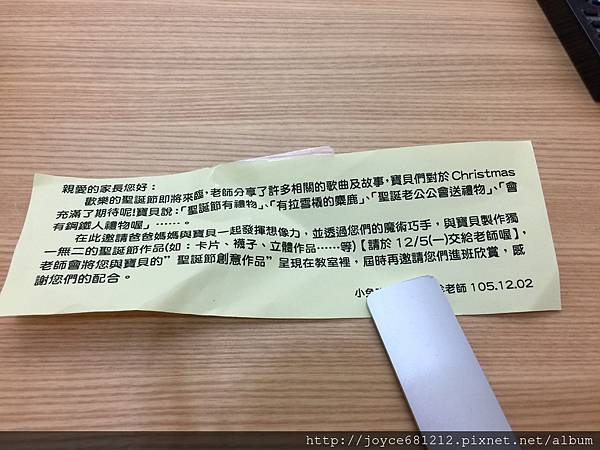 親愛的家長您好：
歡樂的聖誕節即將來臨，老師分享了許多相關的歌曲及故事，寶貝們對於Christmas
充滿了期待呢!寶貝說：「聖誕節有禮物」、「有拉雪橇的麋鹿」、「聖誕老公公會送禮物」、「會
有鋼鐵人禮物喔」……。
在此邀請爸爸媽媽與寶貝一起發揮想像力，並透過您們的魔術巧手，與寶貝製作獨
一無二的聖誕節作品(如：卡片、襪子、立體作品……等)【請於 12/5(一)交給老師喔】，
老師會將您與寶貝的"聖誕節創意作品"呈現在教室裡，屆時再邀請您們進班欣賞，感
謝您們的配合。
老師 105.12.02
http://joyce681212.pixnet.net/album